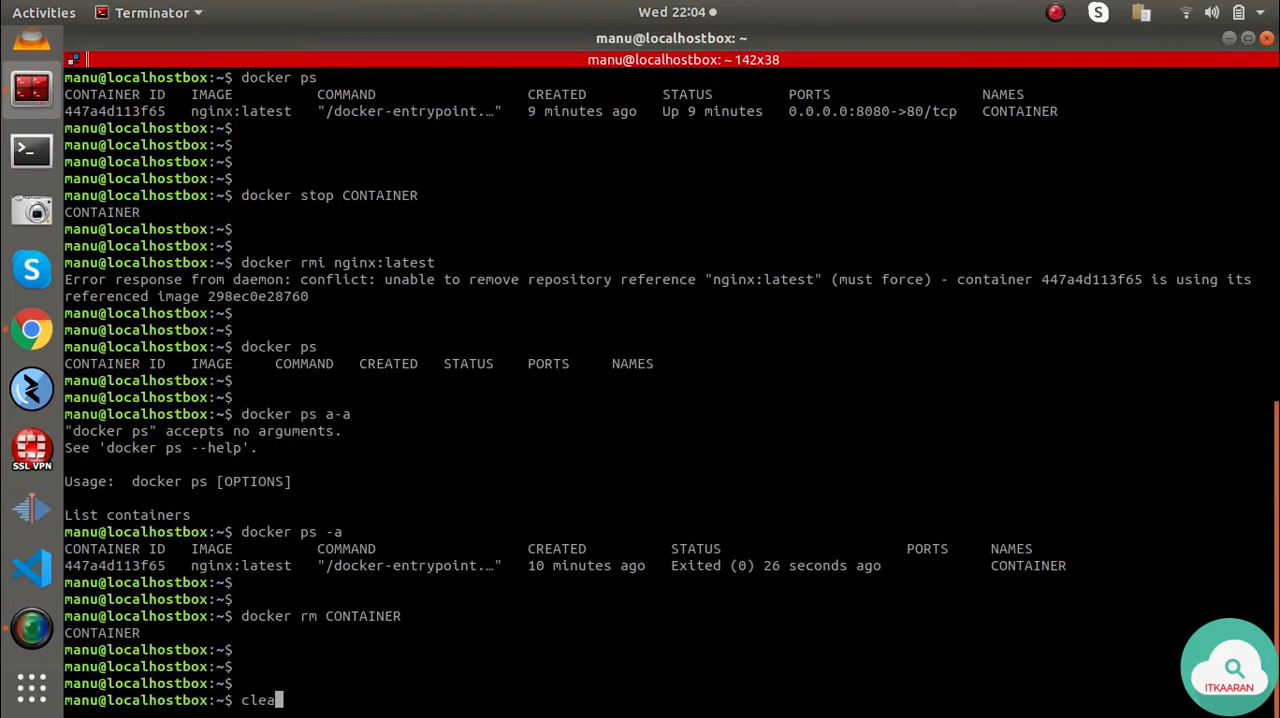 Activities
Terminator
Wed 22:04
manu@localhostbox: ~
manu@localhostbox: ~ 142x38
manu@localhostbox:~$ docker ps
CONTAINER ID   IMAGE          COMMAND                  CREATED         STATUS         PORTS                  NAMES
447a4d113f65   nginx:latest   "/docker-entrypoint.…"   9 minutes ago   Up 9 minutes   0.0.0.0:8080->80/tcp   CONTAINER
manu@localhostbox:~$
manu@localhostbox:~$
manu@localhostbox:~$
manu@localhostbox:~$
manu@localhostbox:~$ docker stop CONTAINER
CONTAINER
manu@localhostbox:~$
manu@localhostbox:~$
manu@localhostbox:~$ docker rmi nginx:latest
Error response from daemon: conflict: unable to remove repository reference "nginx:latest" (must force) - container 447a4d113f65 is using its
referenced image 298ec0e28760
manu@localhostbox:~$
manu@localhostbox:~$
manu@localhostbox:~$ docker ps
CONTAINER ID   IMAGE     COMMAND   CREATED   STATUS    PORTS     NAMES
manu@localhostbox:~$
manu@localhostbox:~$
manu@localhostbox:~$ docker ps a-a
"docker ps" accepts no arguments.
See 'docker ps --help'.
Usage:  docker ps [OPTIONS]
List containers
manu@localhostbox:~$ docker ps -a
CONTAINER ID   IMAGE          COMMAND                  CREATED          STATUS                      PORTS     NAMES
447a4d113f65   nginx:latest   "/docker-entrypoint.…"   10 minutes ago   Exited (0) 26 seconds ago             CONTAINER
manu@localhostbox:~$
manu@localhostbox:~$
manu@localhostbox:~$ docker rm CONTAINER
CONTAINER
manu@localhostbox:~$
manu@localhostbox:~$
manu@localhostbox:~$
manu@localhostbox:~$ clea
SSL VPN
ITKAARAN